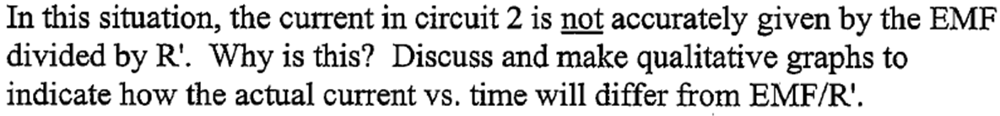 In this situation, the current in circuit 2 is not accurately given by the EMF
divided by R'. Why is this? Discuss and make qualitative graphs to
indicate how the actual current vs. time will differ from EMF/R'.